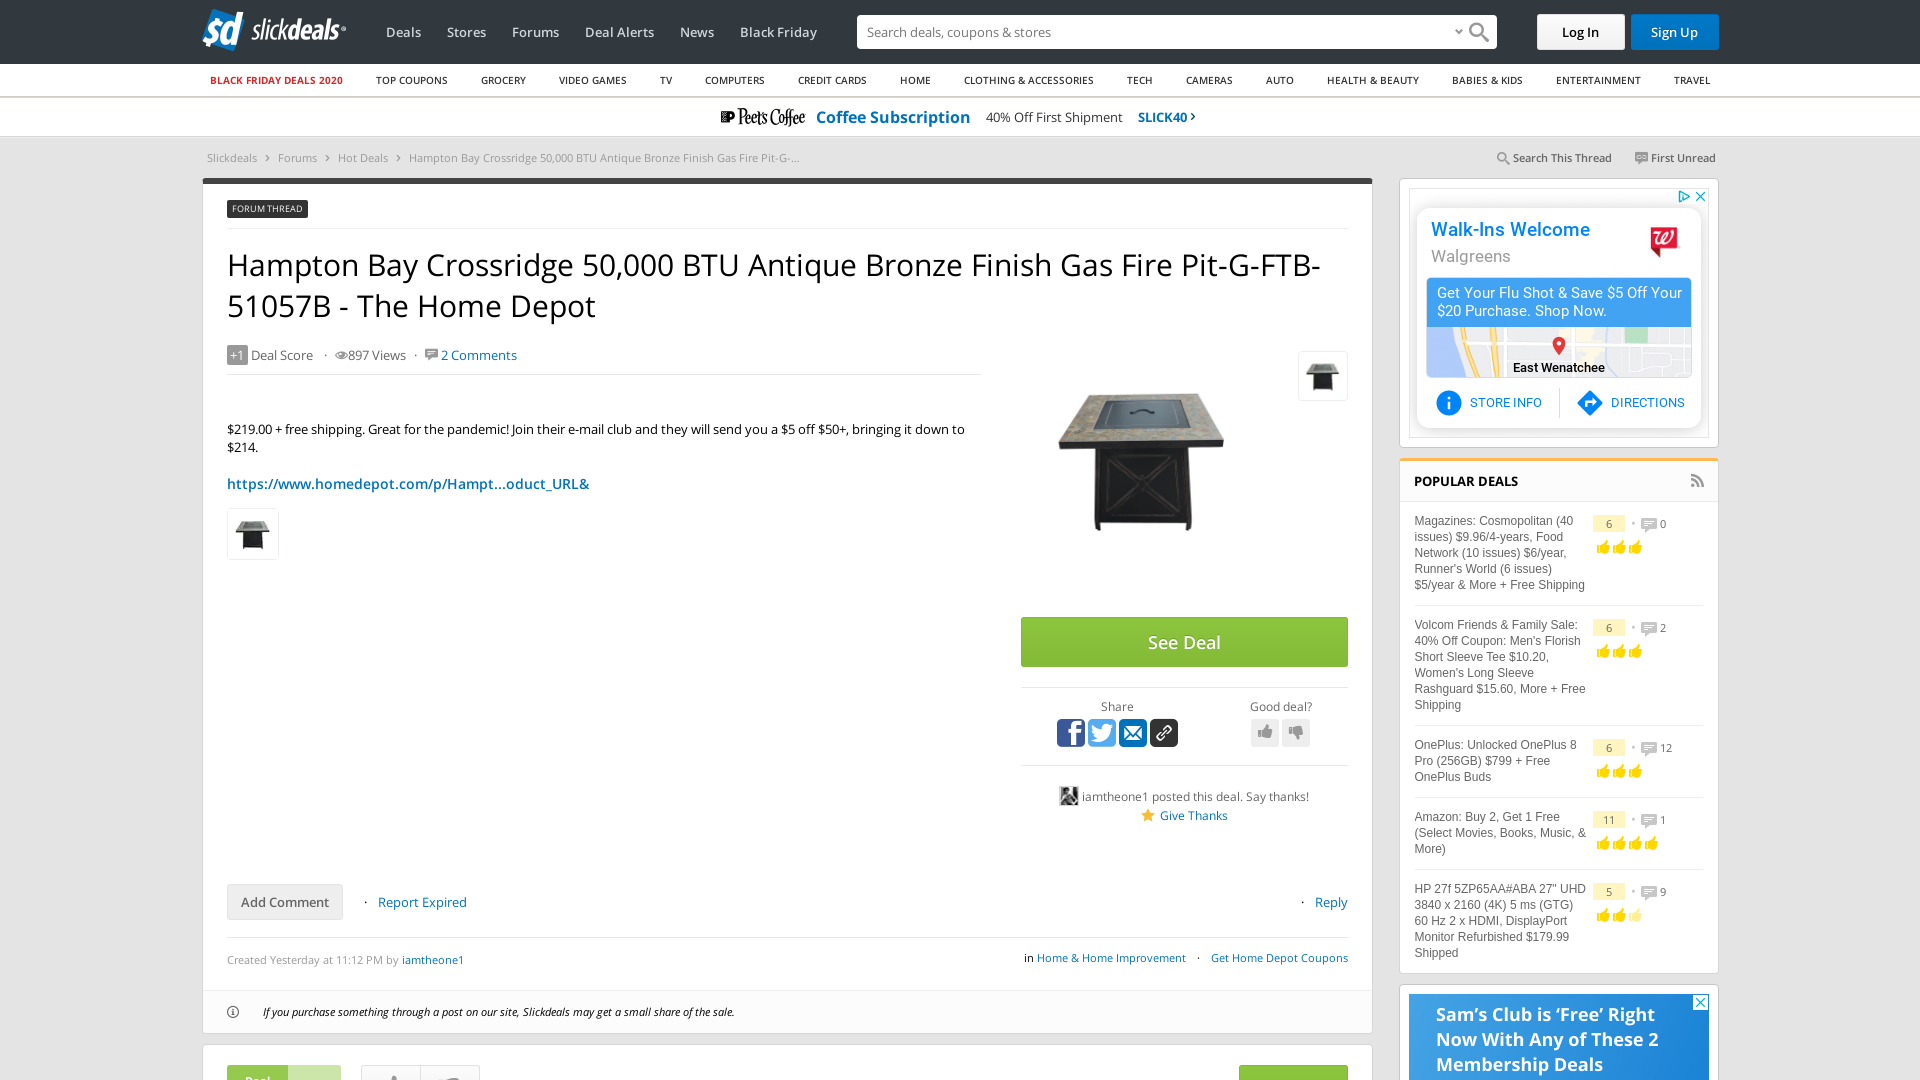 slickdeals
Deals
Stores
Forums
Deal Alerts
News
Black Friday
Search deals, coupons & stores
Log In
Sign Up
BLACK FRIDAY DEALS 2020
TOP COUPONS
GROCERY
VIDEO GAMES
TV
COMPUTERS
CREDIT CARDS
HOME
CLOTHING & ACCESSORIES
TECH
CAMERAS
AUTO
HEALTH & BEAUTY
BABIES & KIDS
ENTERTAINMENT
TRAVEL
Peet's Coffee Coffee Subscription 40% Off First Shipment SLICK40
Slickdeals > Forums > Hot Deals > Hampton Bay Crossridge 50,000 BTU Antique Bronze Finish Gas Fire Pit-G-...
Search This Thread
First Unread
FORUM THREAD
Hampton Bay Crossridge 50,000 BTU Antique Bronze Finish Gas Fire Pit-G-FTB-
51057B - The Home Depot
+1 Deal Score · 897 Views · 2 Comments
$219.00 + free shipping. Great for the pandemic! Join their e-mail club and they will send you a $5 off $50+, bringing it down to
$214.
https://www.homedepot.com/p/Hampt...oduct_URL&
See Deal
Share
Good deal?
iamtheone1 posted this deal. Say thanks!
Give Thanks
Add Comment
· Report Expired
· Reply
Created Yesterday at 11:12 PM by iamtheone1
in Home & Home Improvement · Get Home Depot Coupons
If you purchase something through a post on our site, Slickdeals may get a small share of the sale.
Walk-Ins Welcome
Walgreens
Get Your Flu Shot & Save $5 Off Your
$20 Purchase. Shop Now.
East Wenatchee
STORE INFO
DIRECTIONS
POPULAR DEALS
Magazines: Cosmopolitan (40
issues) $9.96/4-years, Food
Network (10 issues) $6/year,
Runner's World (6 issues)
$5/year & More + Free Shipping
6 • 0
Volcom Friends & Family Sale:
40% Off Coupon: Men's Florish
Short Sleeve Tee $10.20,
Women's Long Sleeve
Rashguard $15.60, More + Free
Shipping
6 • 2
OnePlus: Unlocked OnePlus 8
Pro (256GB) $799 + Free
OnePlus Buds
6 • 12
Amazon: Buy 2, Get 1 Free
(Select Movies, Books, Music, &
More)
11 • 1
HP 27f 5ZP65AA#ABA 27" UHD
3840 x 2160 (4K) 5 ms (GTG)
60 Hz 2 x HDMI, DisplayPort
Monitor Refurbished $179.99
Shipped
5 • 9
Sam's Club is 'Free' Right
Now With Any of These 2
Membership Deals